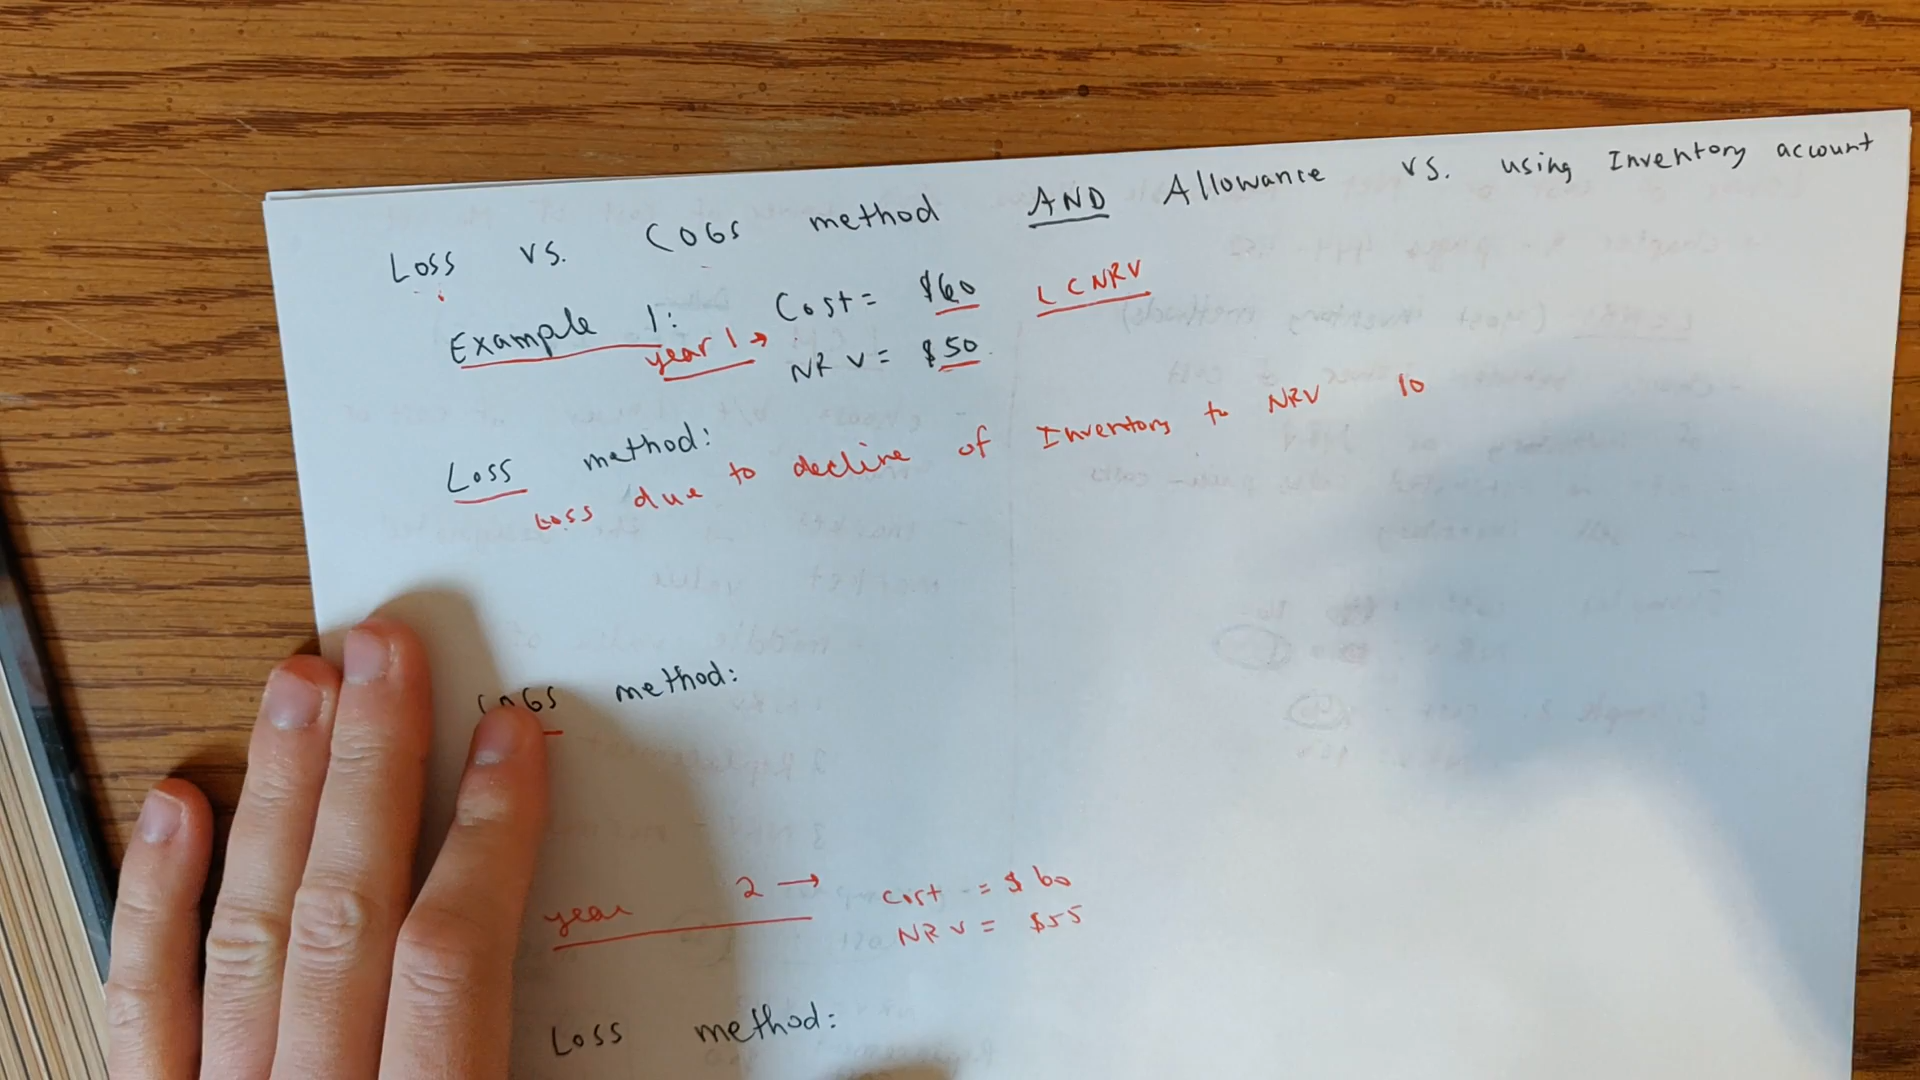 Loss vs. COGS method AND Allowance vs. using Inventory account
Example 1: Cost = $60 LCNRV
year 1 → NRV = $50
Loss method:
Loss due to decline of Inventory to NRV 10
COGS method:
year 2 → Cost = $60
NRV = $55
Loss method: